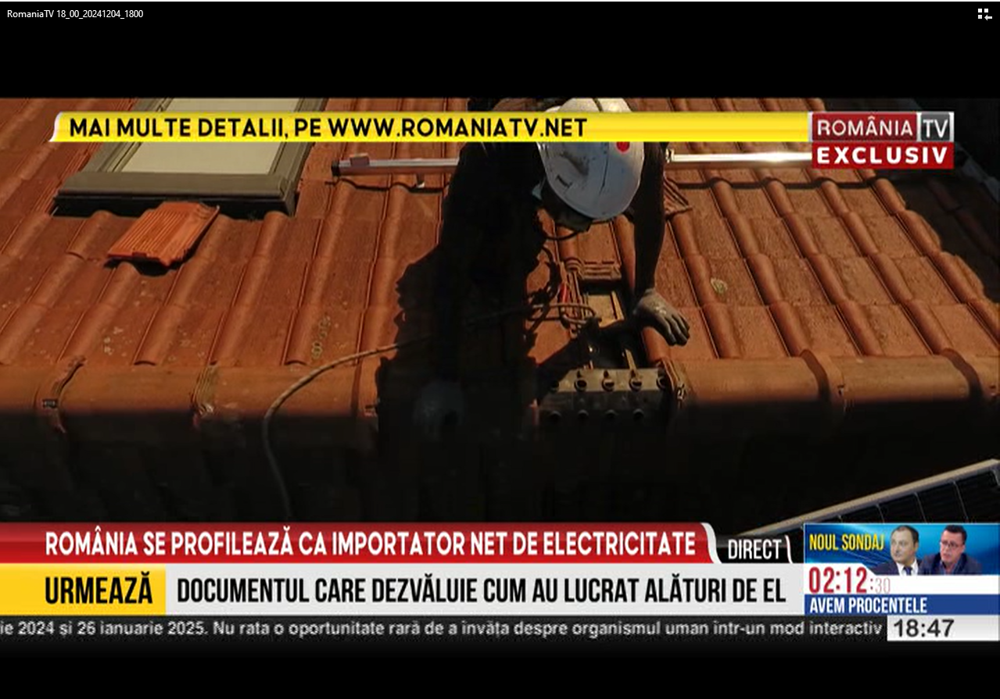 RomaniaTV 18_00_20241204_1800
MAI MULTE DETALII, PE WWW.ROMANIATV.NET
ROMÂNIA TV
EXCLUSIV
ROMÂNIA SE PROFILEAZĂ CA IMPORTATOR NET DE ELECTRICITATE
DIRECT
NOUL SONDAJ
URMEAZĂ
DOCUMENTUL CARE DEZVĂLUIE CUM AU LUCRAT ALĂTURI DE EL
02:12:30
AVEM PROCENTELE
ie 2024 și 26 ianuarie 2025. Nu rata o oportunitate rară de a învăța despre organismul uman într-un mod interactiv
18:47